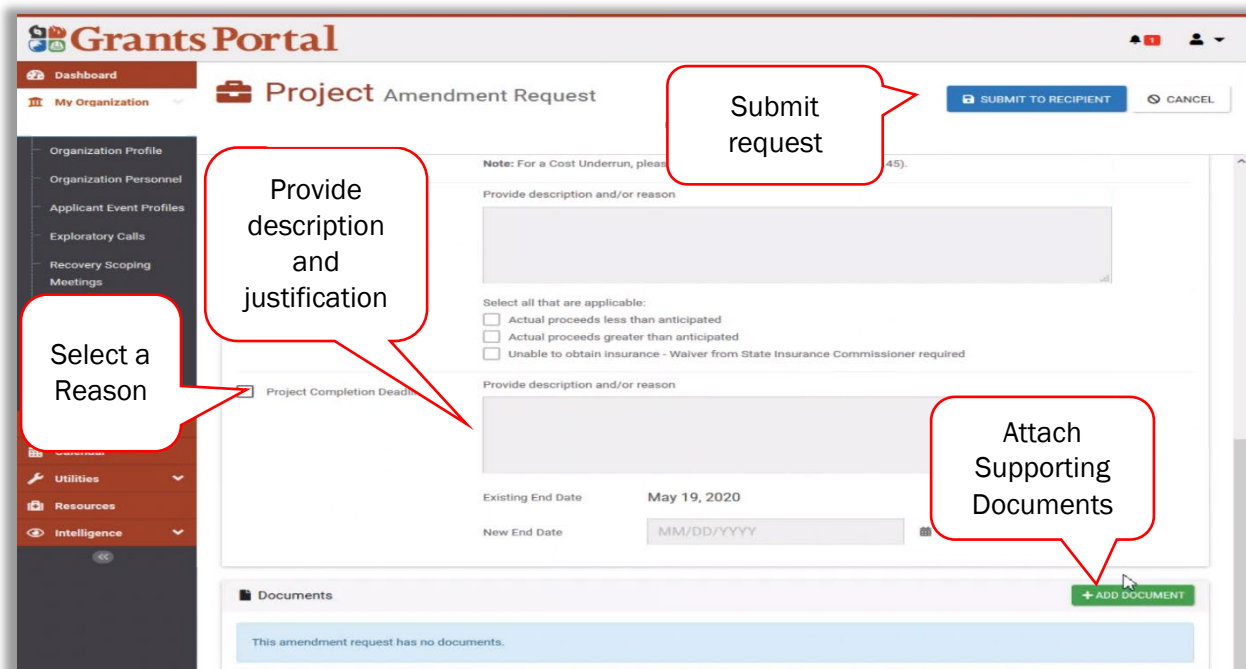 Grants Portal
1
Dashboard
My Organization
Organization Profile
Organization Personnel
Applicant Event Profiles
Exploratory Calls
Recovery Scoping
Meetings
Calendar
Utilities
Resources
Intelligence
Project Amendment Request
SUBMIT TO RECIPIENT
CANCEL
Submit
request
Note: For a Cost Underrun, 45).
Provide
description
and
justification
Provide description and/or reason
Select all that are applicable:
Actual proceeds less than anticipated
Actual proceeds greater than anticipated
Unable to obtain insurance - Waiver from State Insurance Commissioner required
Select a
Reason
Project Completion
Provide description and/or reason
Attach
Supporting
Documents
Existing End Date May 19, 2020
New End Date MM/DD/YYYY
Documents
+ ADD DOCUMENT
This amendment request has no documents.